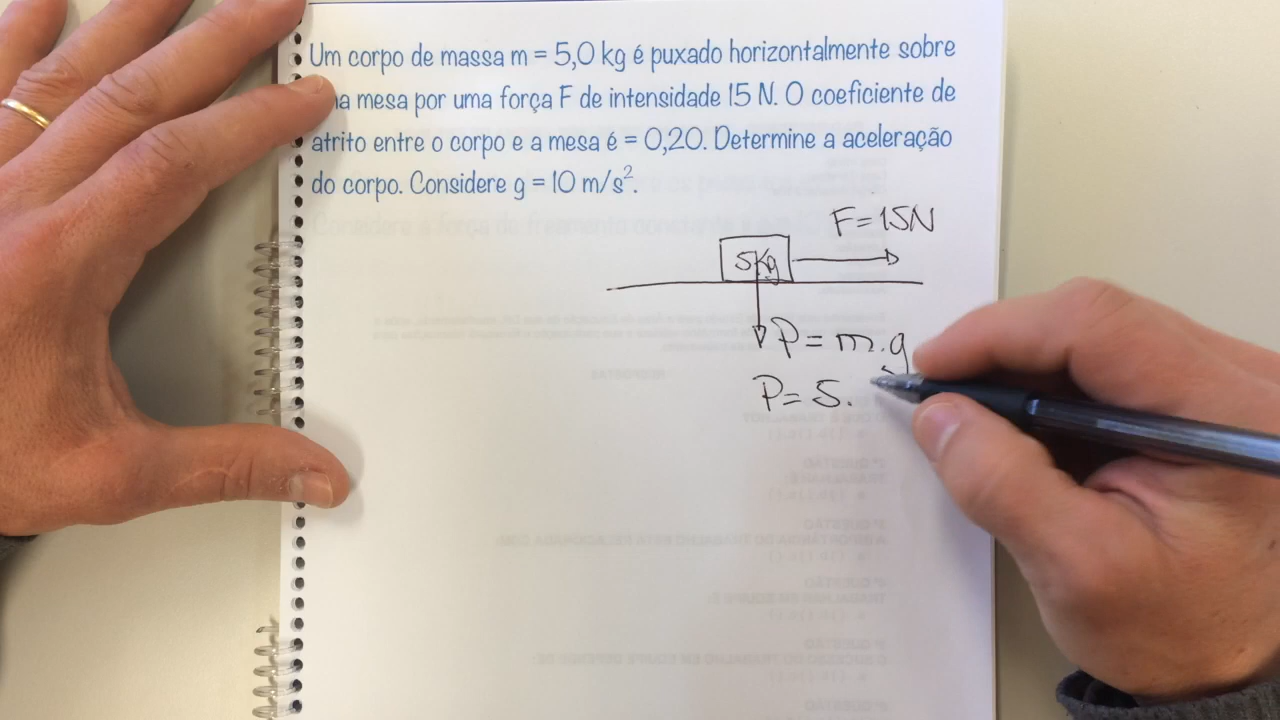 Um corpo de massa m = 5,0 kg é puxado horizontalmente sobre
a mesa por uma força F de intensidade 15 N. O coeficiente de
atrito entre o corpo e a mesa é = 0,20. Determine a aceleração
do corpo. Considere g = 10 m/s².
F=15N
5kg
P=m.g
P=5.